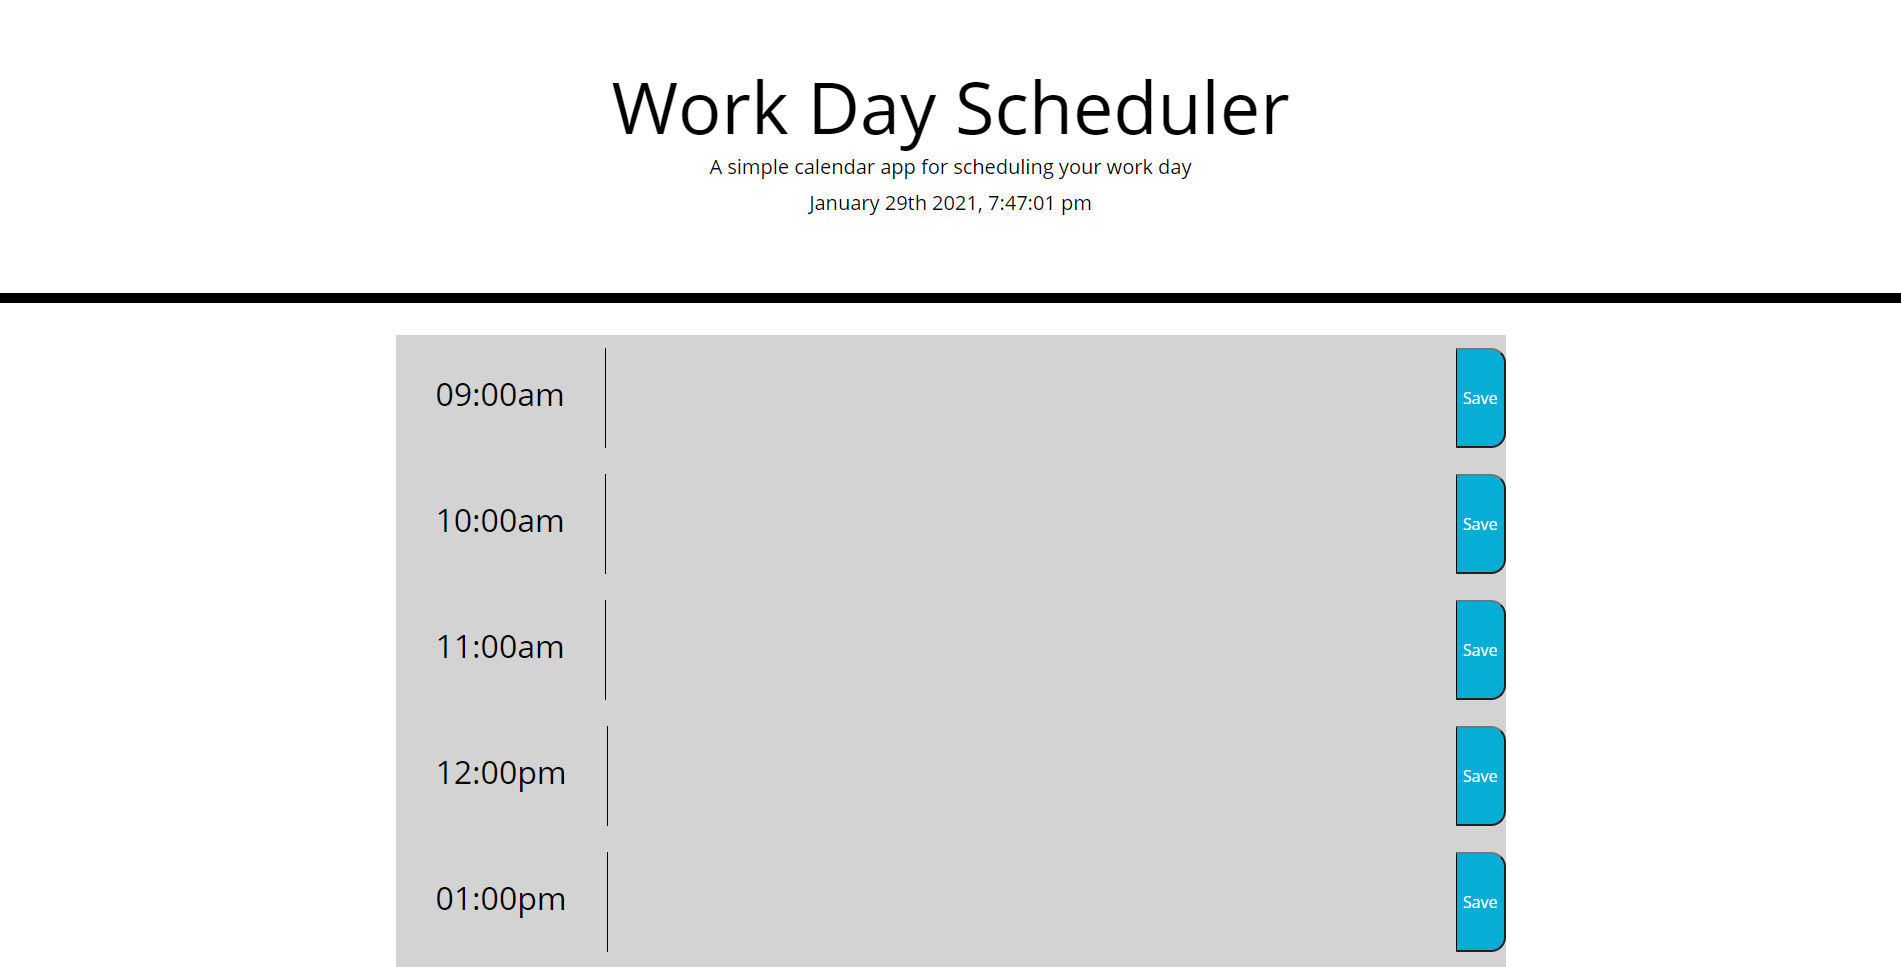 Work Day Scheduler
A simple calendar app for scheduling your work day
January 29th 2021, 7:47:01 pm
09:00am Save
10:00am Save
11:00am Save
12:00pm Save
01:00pm Save